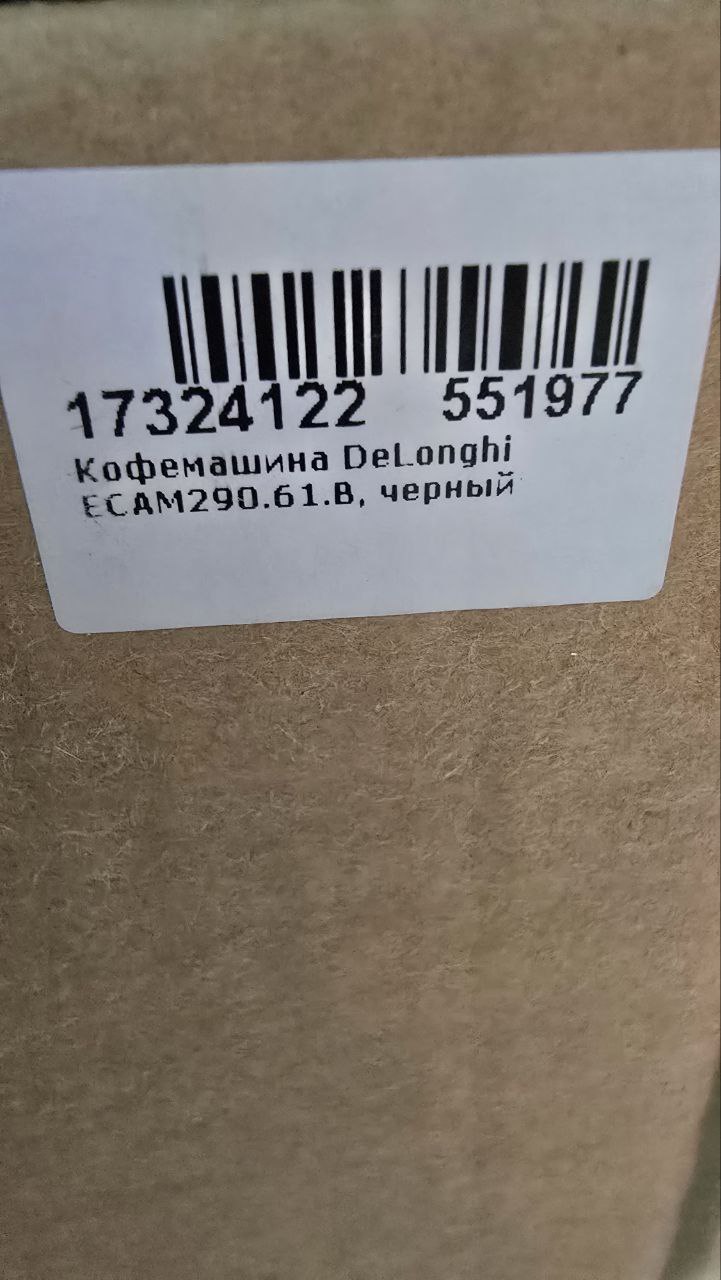 17324122 551977
Кофемашина DeLonghi
ECAM290.61.B, черный